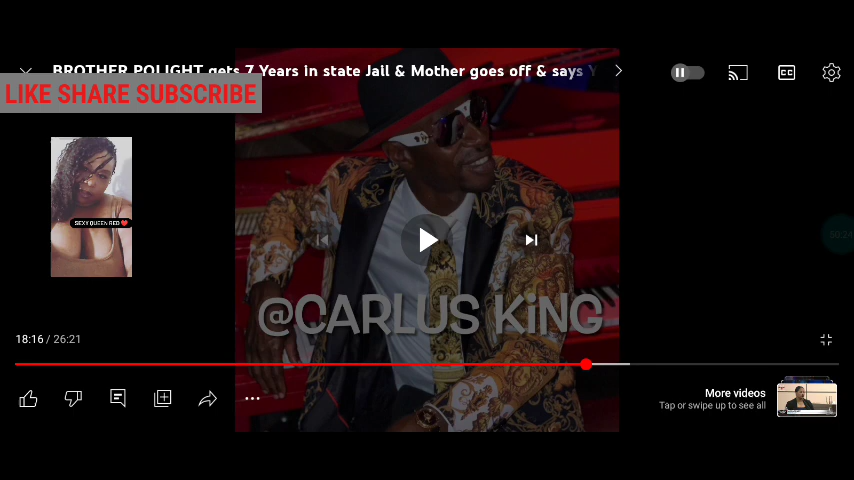 BROTHER POLIGHT gets 7 Years in state Jail & Mother goes off & says Y
LIKE SHARE SUBSCRIBE
CC
SEXY QUEEN RED
@CARLUS KiNG
18:16 / 26:21
More videos
Tap or swipe up to see all